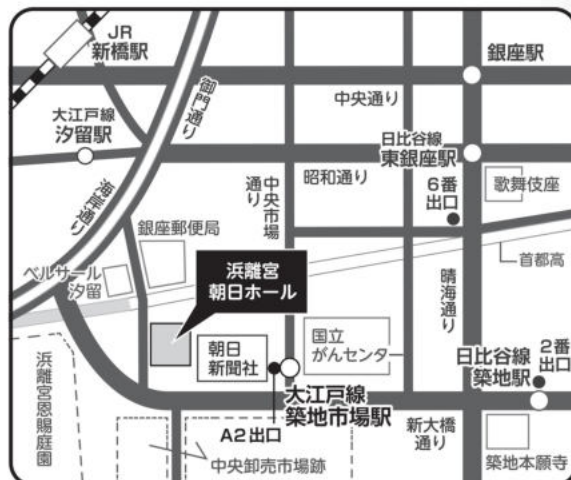 JR
新橋駅
銀座駅
御門通り
中央通り
大江戸線
汐留駅
日比谷線
東銀座駅
海岸通り
中央市場
通り
昭和通り
6番
出口
歌舞伎座
銀座郵便局
首都高
ベルサール
汐留
浜離宮
朝日ホール
晴海通り
朝日
新聞社
国立
がんセンター
日比谷線
築地駅
2番
出口
浜離宮恩賜庭園
大江戸線
築地市場駅
A2出口
新大橋
通り
中央卸売市場跡
築地本願寺